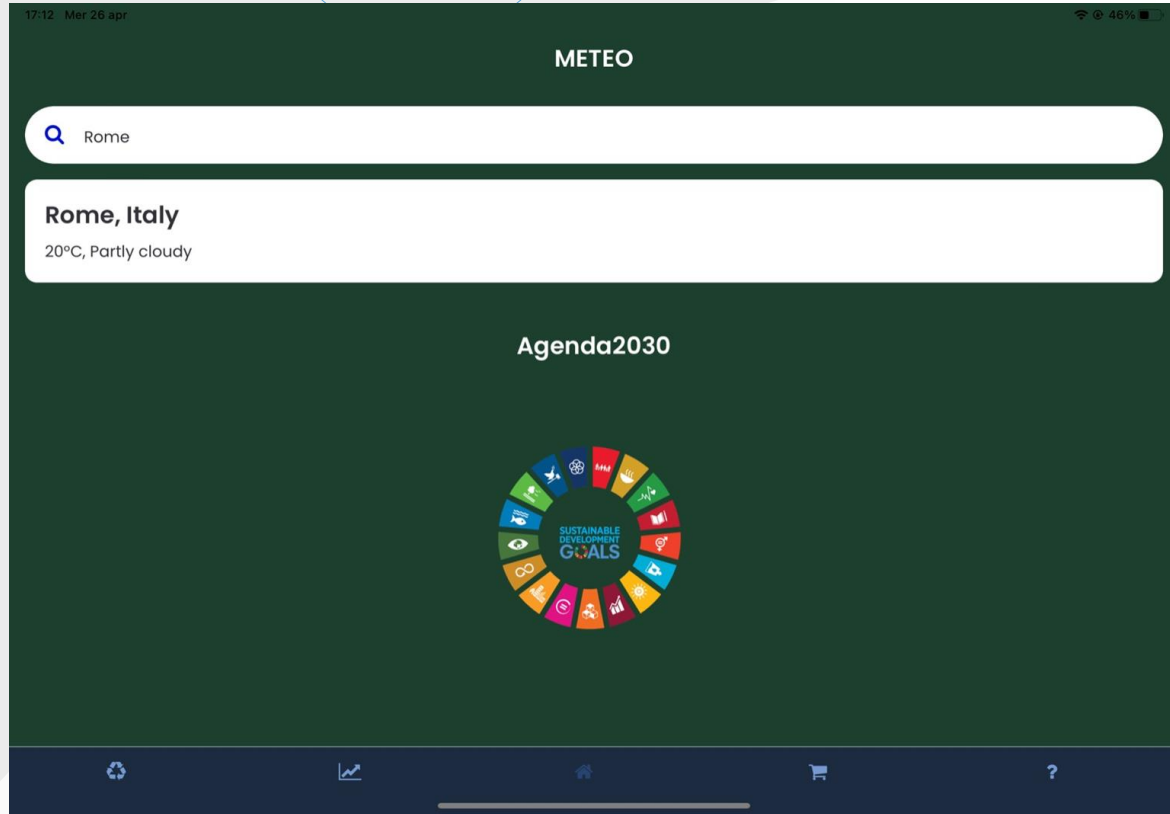 17:12 Mer 26 apr
46%
METEO
Rome
Rome, Italy
20°C, Partly cloudy
Agenda2030
SUSTAINABLE
DEVELOPMENT
GOALS
?